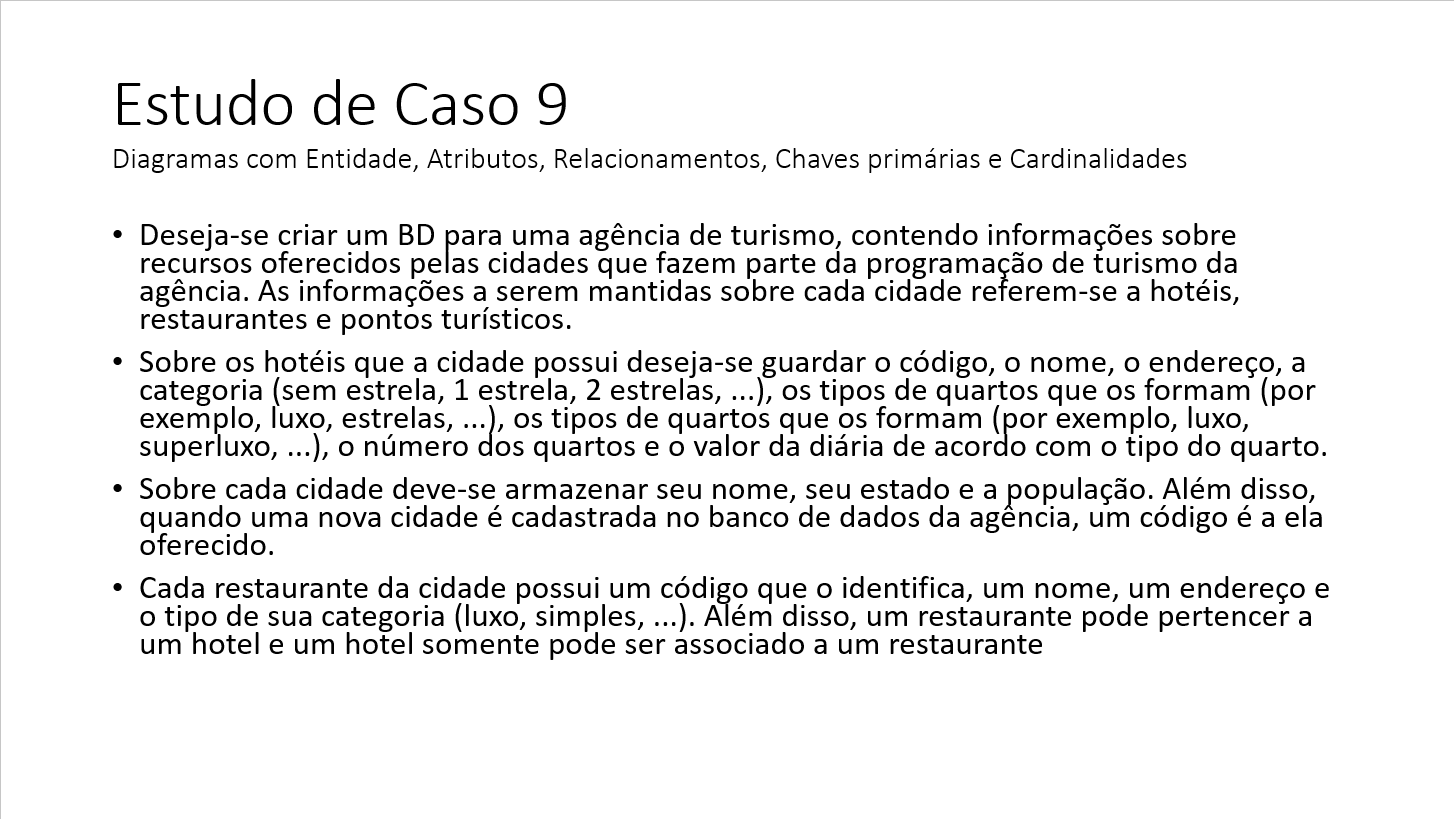 Estudo de Caso 9
Diagramas com Entidade, Atributos, Relacionamentos, Chaves primárias e Cardinalidades
• Deseja-se criar um BD para uma agência de turismo, contendo informações sobre
recursos oferecidos pelas cidades que fazem parte da programação de turismo da
agência. As informações a serem mantidas sobre cada cidade referem-se a hotéis,
restaurantes e pontos turísticos.
• Sobre os hotéis que a cidade possui deseja-se guardar o código, o nome, o endereço, a
categoria (sem estrela, 1 estrela, 2 estrelas, ...), os tipos de quartos que os formam (por
exemplo, luxo, estrelas, ...), os tipos de quartos que os formam (por exemplo, luxo,
superluxo, ...), o número dos quartos e o valor da diária de acordo com o tipo do quarto.
• Sobre cada cidade deve-se armazenar seu nome, seu estado e a população. Além disso,
quando uma nova cidade é cadastrada no banco de dados da agência, um código é a ela
oferecido.
• Cada restaurante da cidade possui um código que o identifica, um nome, um endereço e
o tipo de sua categoria (luxo, simples, ...). Além disso, um restaurante pode pertencer a
um hotel e um hotel somente pode ser associado a um restaurante